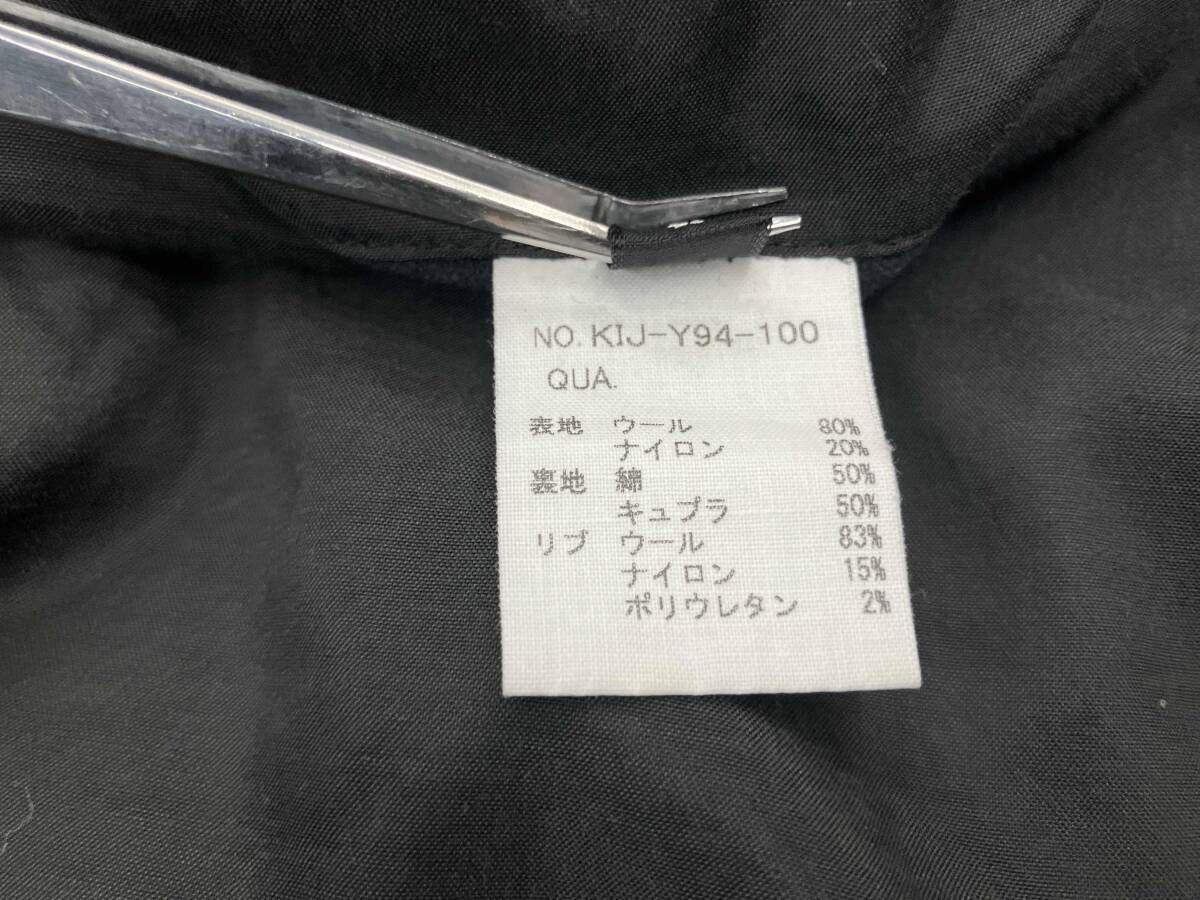 NO. KIJ-Y94-100
QUA.
表地 ウール 80%
ナイロン 20%
裏地 綿 50%
キュプラ 50%
リブ ウール 83%
ナイロン 15%
ポリウレタン 2%